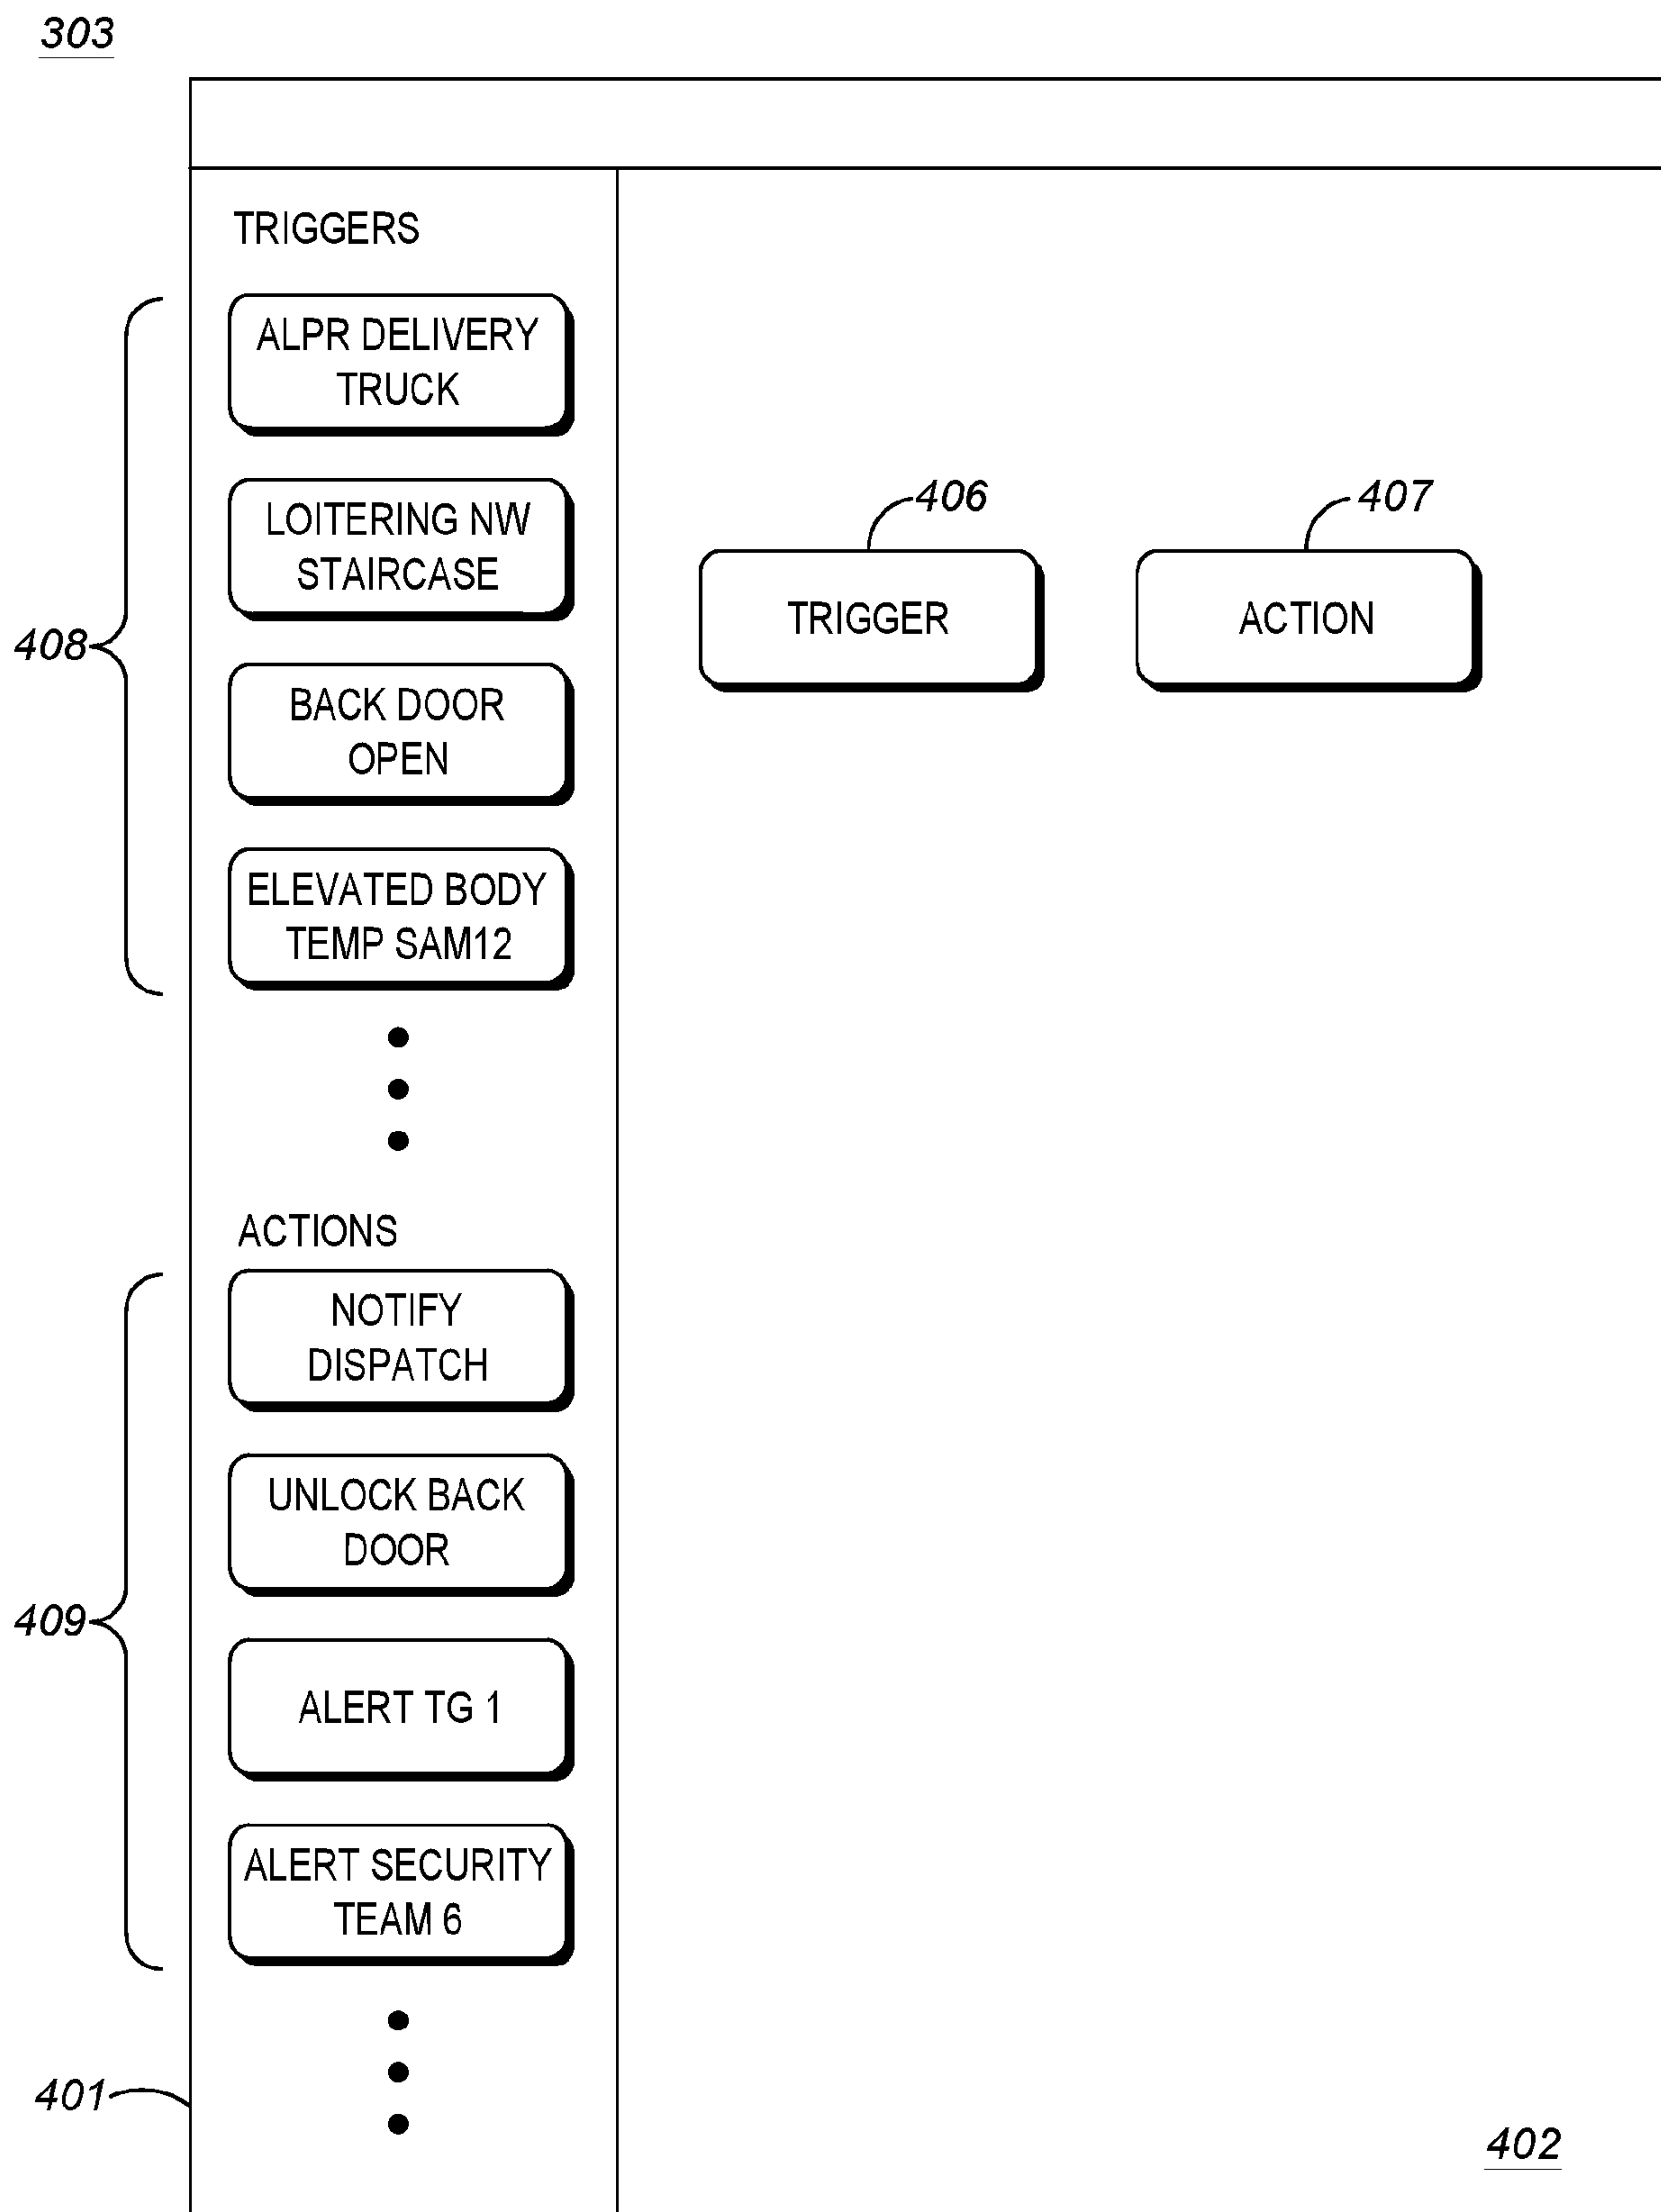 303
TRIGGERS
ALPR DELIVERY
TRUCK
LOITERING NW
STAIRCASE
BACK DOOR
OPEN
ELEVATED BODY
TEMP SAM12
408
406
TRIGGER
407
ACTION
ACTIONS
NOTIFY
DISPATCH
UNLOCK BACK
DOOR
ALERT TG 1
ALERT SECURITY
TEAM 6
409
401
402